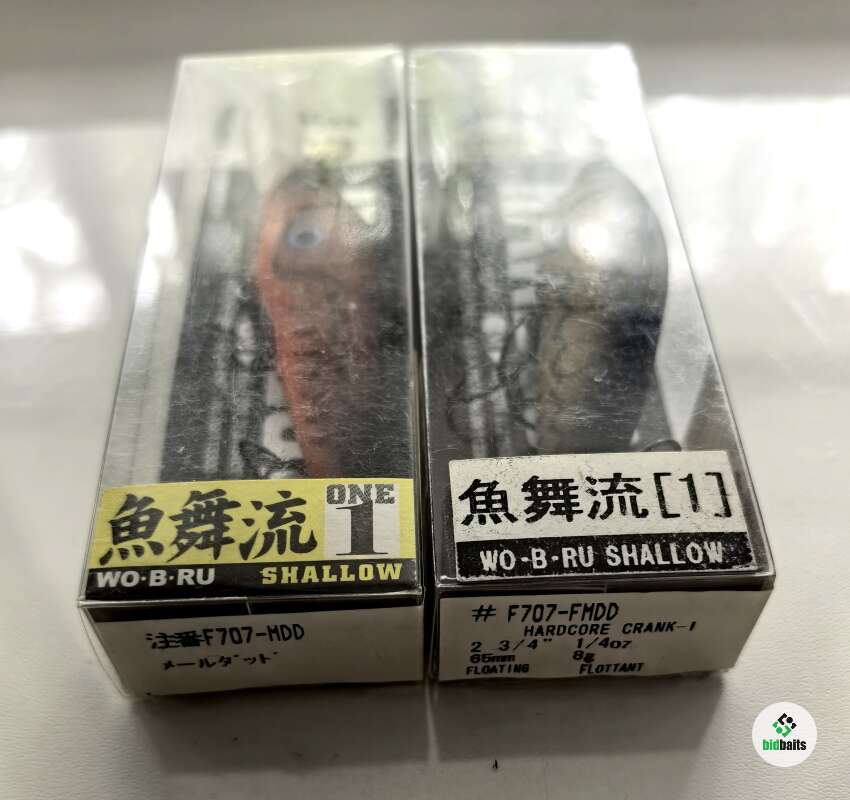 魚舞流 ONE 1
WO·B·RU SHALLOW
注番F707-MDD
メールダッド
魚舞流[1]
WO-B-RU SHALLOW
# F707-FMDD
HARDCORE CRANK-1
2 3/4" 1/4oz
65mm 8g
FLOATING FLOTTANT
bidbaits